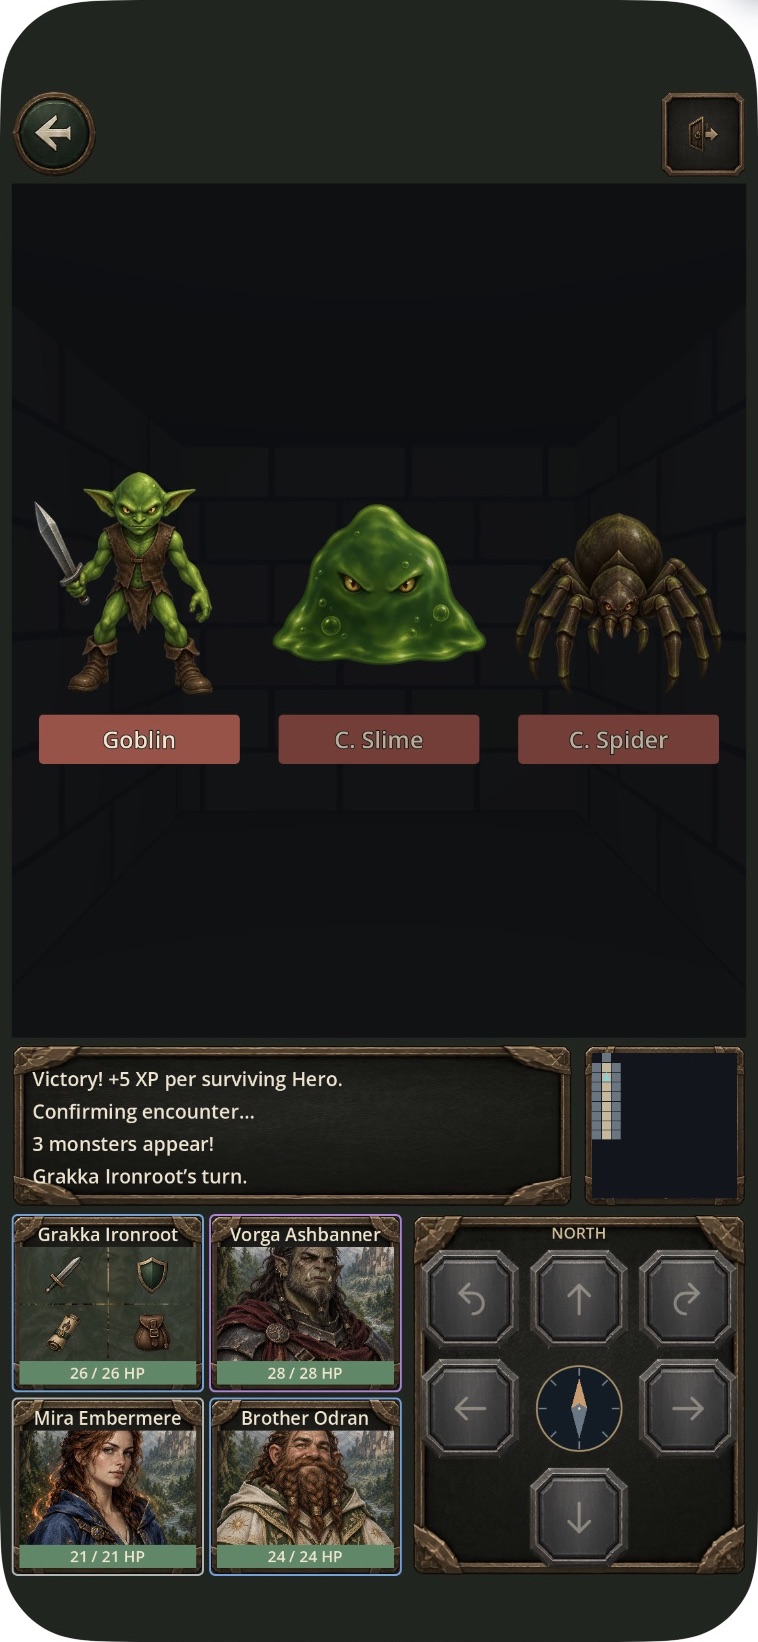 Goblin
C. Slime
C. Spider
Victory! +5 XP per surviving Hero.
Confirming encounter...
3 monsters appear!
Grakka Ironroot's turn.
Grakka Ironroot
26 / 26 HP
Vorga Ashbanner
28 / 28 HP
Mira Embermere
21 / 21 HP
Brother Odran
24 / 24 HP
NORTH